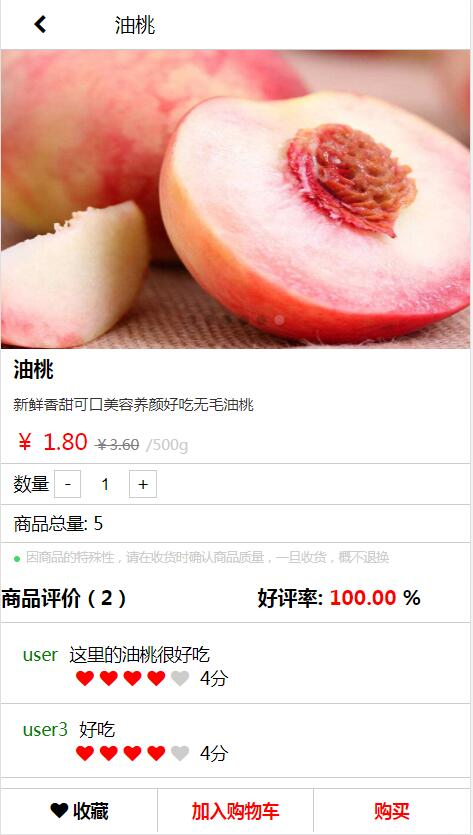 油桃
油桃
新鲜香甜可口美容养颜好吃无毛油桃
¥ 1.80 ¥3.60 /500g
数量 - 1 +
商品总量: 5
因商品的特殊性，请在收货时确认商品质量，一旦收货，概不退换
商品评价 ( 2 ) 好评率: 100.00 %
user 这里的油桃很好吃
4分
user3 好吃
4分
收藏 加入购物车 购买